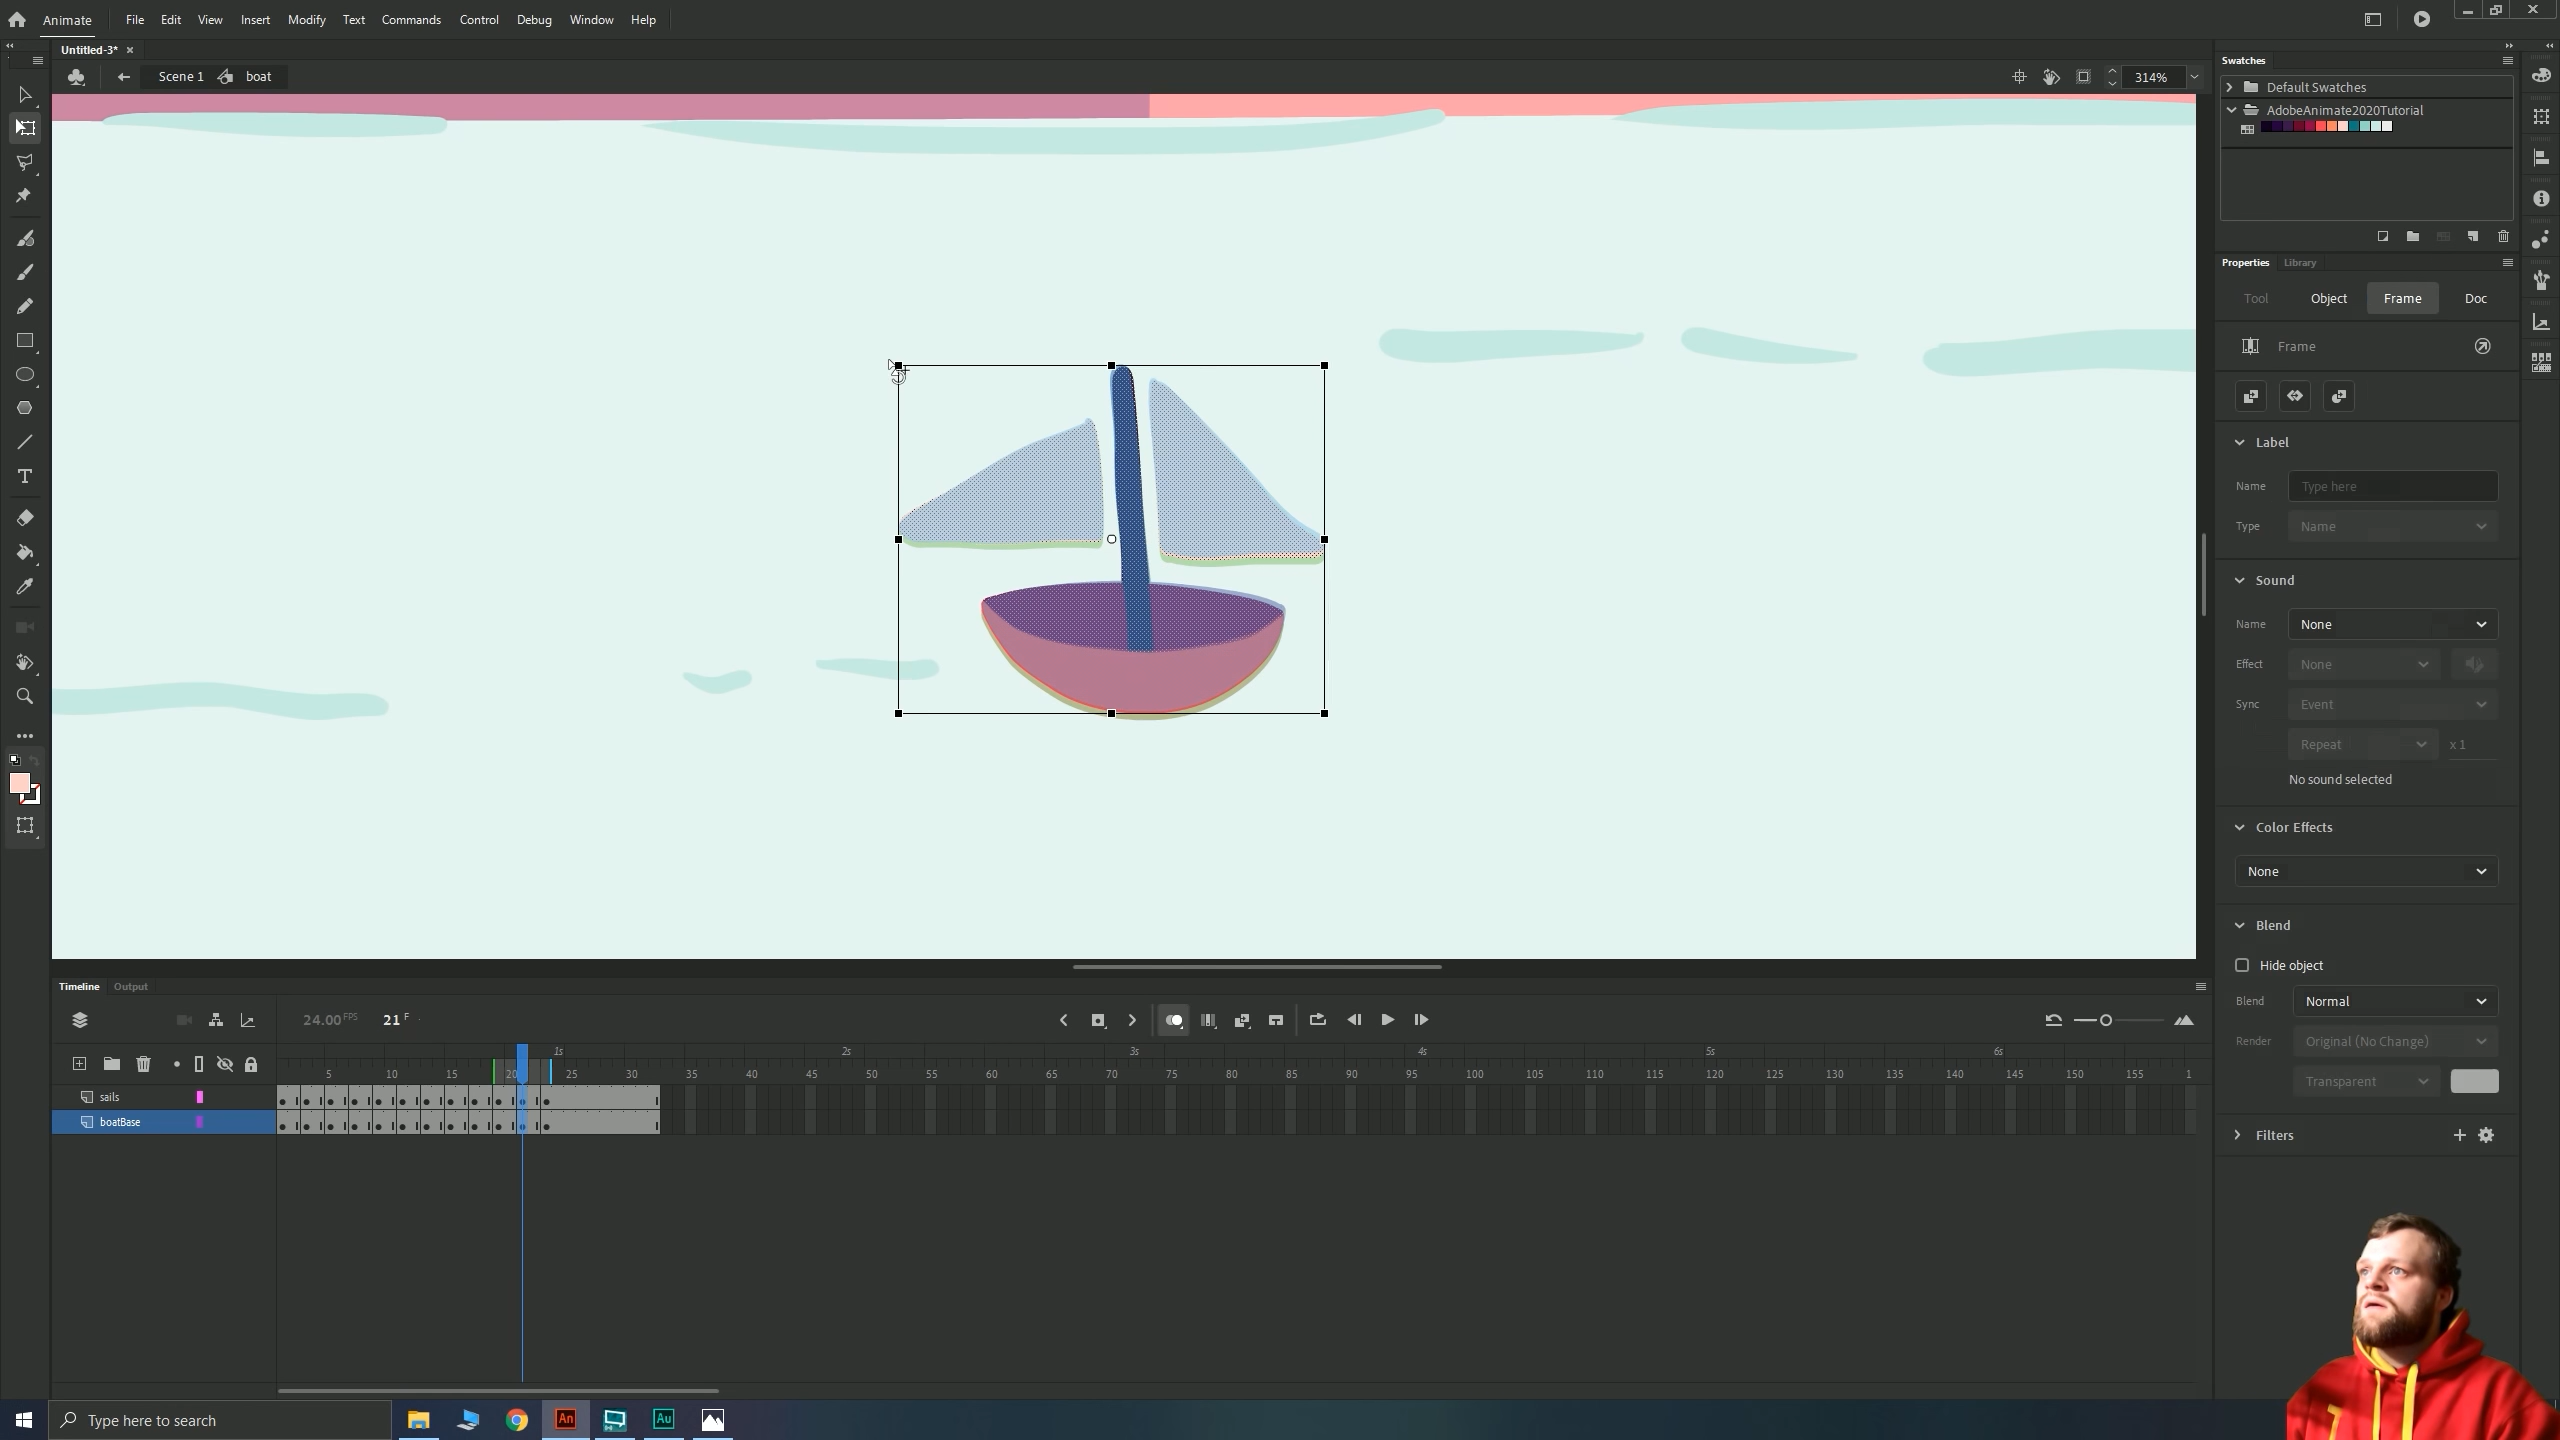 Animate File Edit View Insert Modify Text Commands Control Debug Window Help
Untitled-3*
Scene 1 boat
314%
Swatches
Default Swatches
AdobeAnimate2020Tutorial
Properties Library
Tool Object Frame Doc
Frame
Label
Name Type here
Type Name
Sound
Name None
Effect None
Sync Event
Repeat x 1
No sound selected
Color Effects
None
Blend
Hide object
Blend Normal
Render Original (No Change)
Transparent
Filters
Timeline Output
24.00 FPS 21 F
1s 2s 3s 4s 5s 6s
5 10 15 20 25 30 35 40 45 50 55 60 65 70 75 80 85 90 95 100 105 110 115 120 125 130 135 140 145 150 155 1
sails
boatBase
Type here to search
An Au